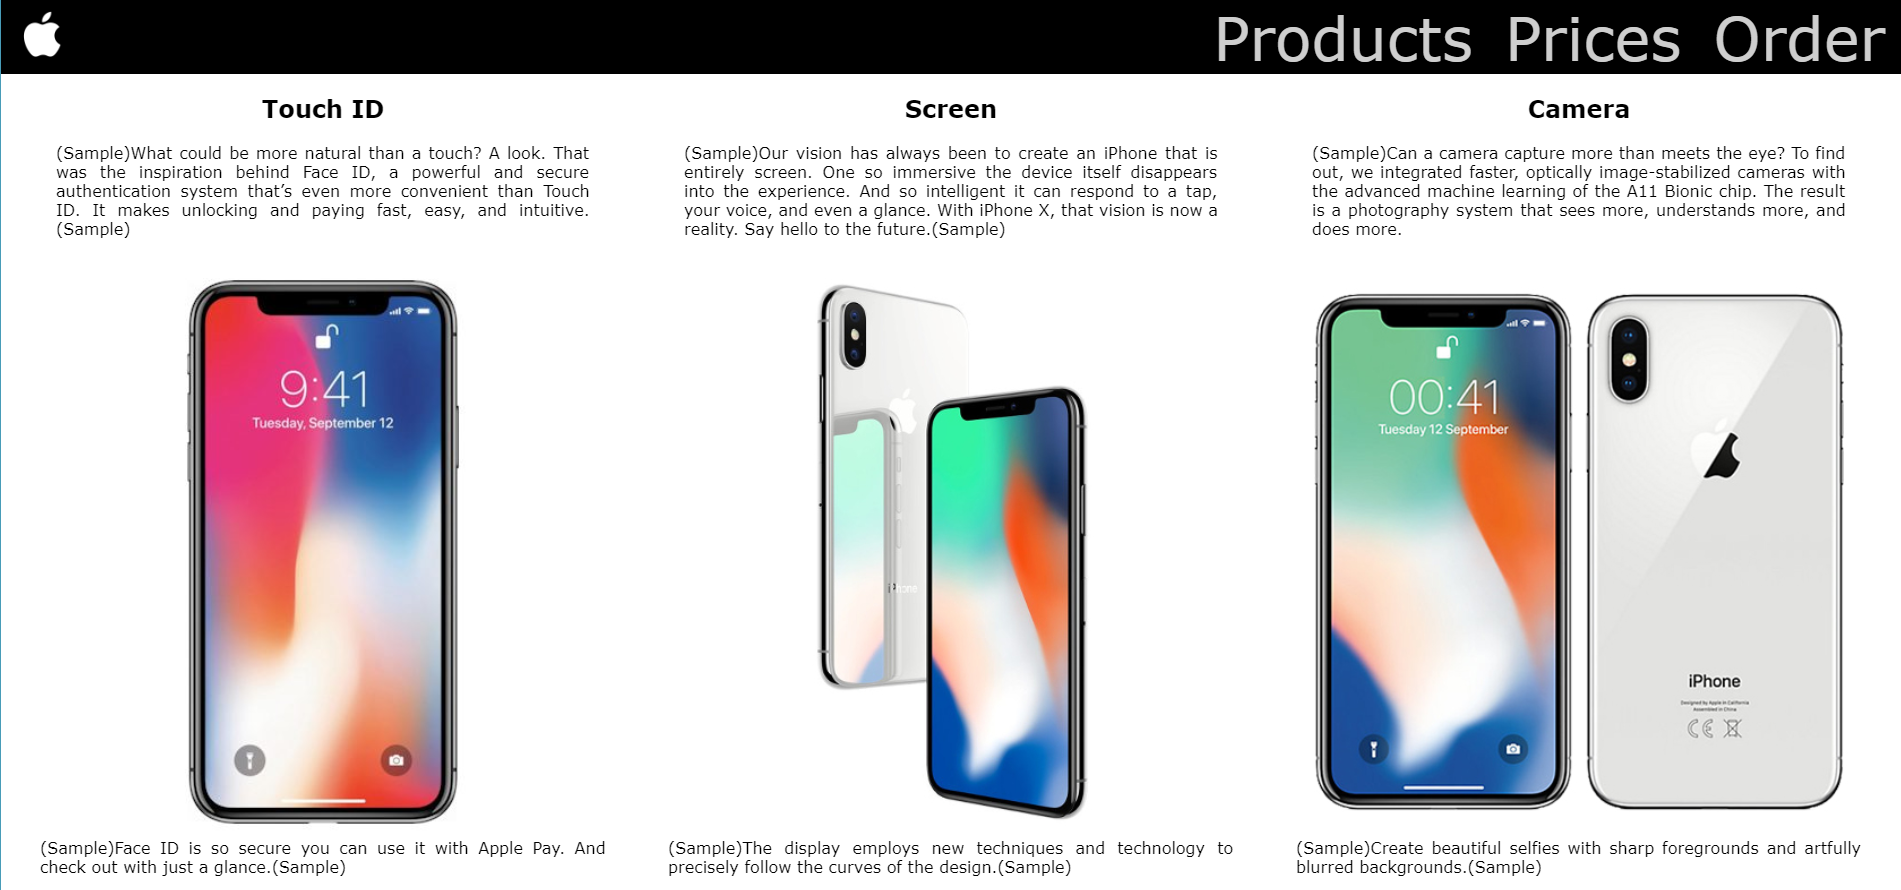 Products Prices Order
Touch ID
(Sample)What could be more natural than a touch? A look. That
was the inspiration behind Face ID, a powerful and secure
authentication system that’s even more convenient than Touch
ID. It makes unlocking and paying fast, easy, and intuitive.
(Sample)
9:41
Tuesday, September 12
(Sample)Face ID is so secure you can use it with Apple Pay. And
check out with just a glance.(Sample)
Screen
(Sample)Our vision has always been to create an iPhone that is
entirely screen. One so immersive the device itself disappears
into the experience. And so intelligent it can respond to a tap,
your voice, and even a glance. With iPhone X, that vision is now a
reality. Say hello to the future.(Sample)
iPhone
(Sample)The display employs new techniques and technology to
precisely follow the curves of the design.(Sample)
Camera
(Sample)Can a camera capture more than meets the eye? To find
out, we integrated faster, optically image-stabilized cameras with
the advanced machine learning of the A11 Bionic chip. The result
is a photography system that sees more, understands more, and
does more.
00:41
Tuesday 12 September
iPhone
Designed by Apple in California
Assembled in China
CE
(Sample)Create beautiful selfies with sharp foregrounds and artfully
blurred backgrounds.(Sample)